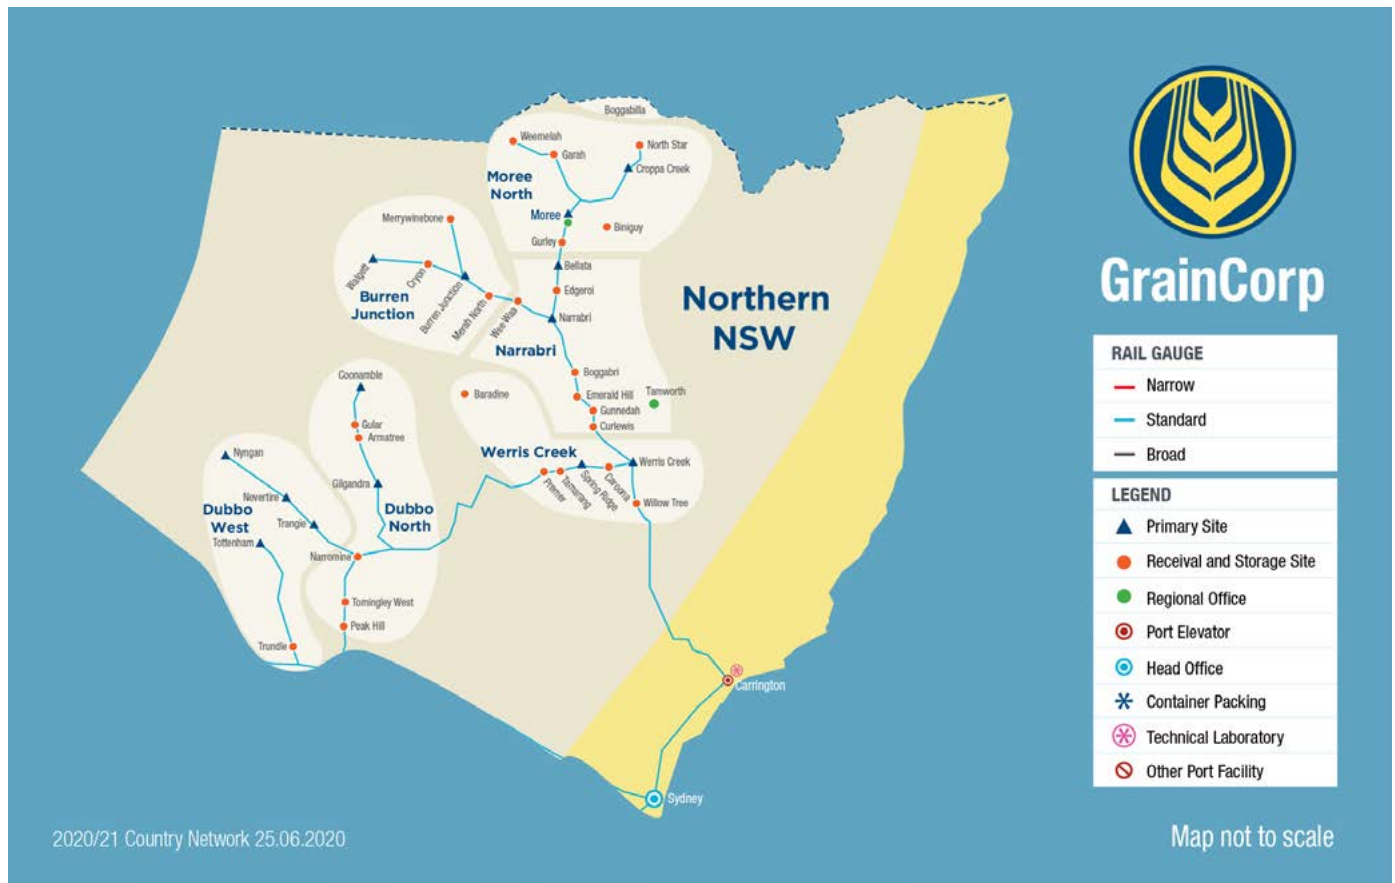 Boggabilla
Weemelah
Garah
North Star
Croppa Creek
Moree
North
Moree
Biniguy
Gurley
Merrywinebone
Walgett
Cryon
Burren Junction
Merah North
Wee Waa
Burren
Junction
Bellata
Edgeroi
Narrabri
Narrabri
Northern
NSW
Boggabri
Emerald Hill
Gunnedah
Curlewis
Tamworth
Baradine
Coonamble
Gular
Armatree
Gilgandra
Dubbo
North
Nyngan
Nevertire
Trangie
Dubbo
West
Tottenham
Narromine
Tomingley West
Peak Hill
Trundle
Werris Creek
Werris Creek
Premer
Tamarang
Spring Ridge
Caroona
Willow Tree
Carrington
Sydney
GrainCorp
RAIL GAUGE
Narrow
Standard
Broad
LEGEND
Primary Site
Receival and Storage Site
Regional Office
Port Elevator
Head Office
Container Packing
Technical Laboratory
Other Port Facility
2020/21 Country Network 25.06.2020
Map not to scale